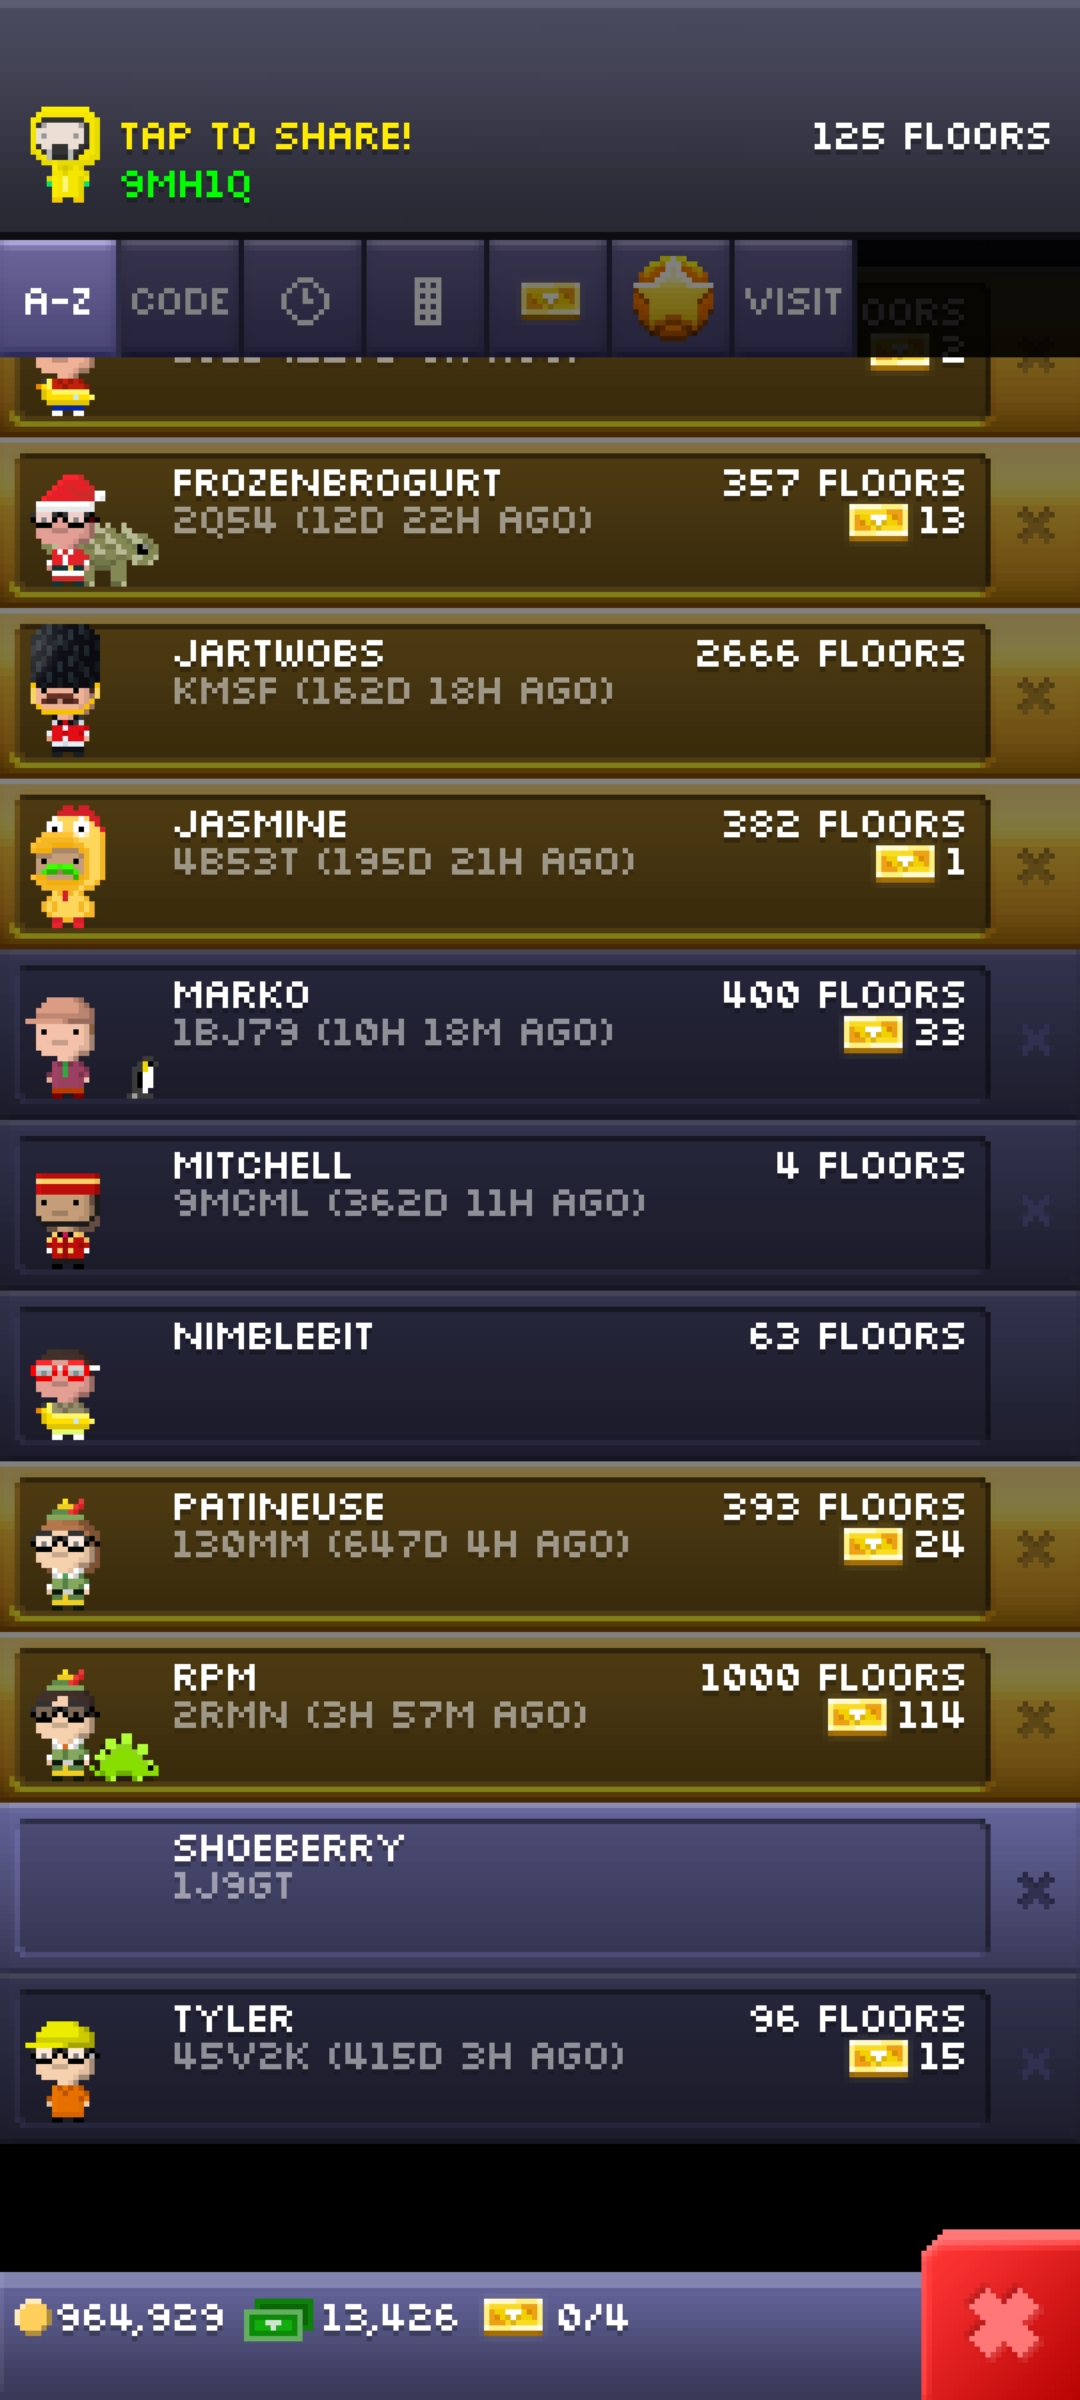 TAP TO SHARE!
125 FLOORS
9MH1Q
A-Z CODE VISIT
2
FROZENBROGURT 357 FLOORS
2Q54 (12D 22H AGO) 13
JARTWOBS 2666 FLOORS
KMSF (162D 18H AGO)
JASMINE 382 FLOORS
4B53T (195D 21H AGO) 1
MARKO 400 FLOORS
1BJ79 (10H 18M AGO) 33
MITCHELL 4 FLOORS
9MCML (362D 11H AGO)
NIMBLEBIT 63 FLOORS
PATINEUSE 393 FLOORS
130MM (647D 4H AGO) 24
RPM 1000 FLOORS
2RMN (3H 57M AGO) 114
SHOEBERRY
1J9GT
TYLER 96 FLOORS
45V2K (415D 3H AGO) 15
964,929 13,426 0/4